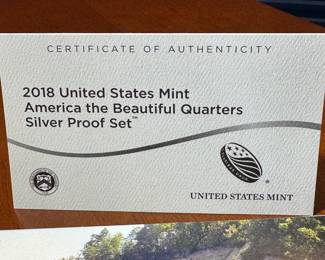 CERTIFICATE OF AUTHENTICITY
2018 United States Mint
America the Beautiful Quarters
Silver Proof Set™
UNITED STATES MINT®